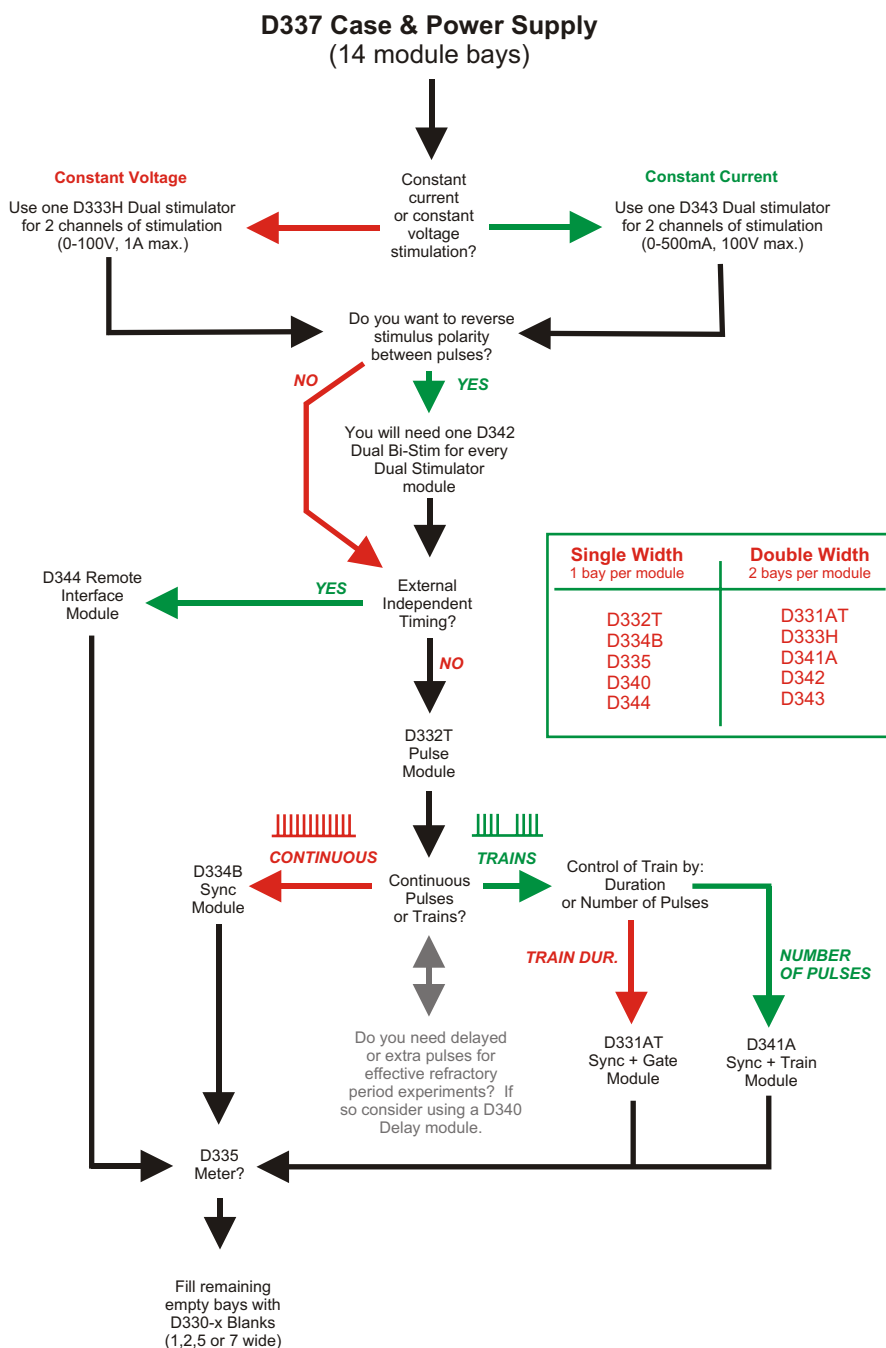 D337 Case & Power Supply
(14 module bays)
Constant Voltage
Use one D333H Dual stimulator
for 2 channels of stimulation
(0-100V, 1A max.)
Constant
current
or constant
voltage
stimulation?
Constant Current
Use one D343 Dual stimulator
for 2 channels of stimulation
(0-500mA, 100V max.)
Do you want to reverse
stimulus polarity
between pulses?
NO
YES
You will need one D342
Dual Bi-Stim for every
Dual Stimulator
module
Single Width
1 bay per module
Double Width
2 bays per module
D332T
D334B
D335
D340
D344
D331AT
D333H
D341A
D342
D343
D344 Remote
Interface
Module
YES
External
Independent
Timing?
NO
D332T
Pulse
Module
CONTINUOUS
TRAINS
D334B
Sync
Module
Continuous
Pulses
or Trains?
Control of Train by:
Duration
or Number of Pulses
TRAIN DUR.
NUMBER
OF PULSES
Do you need delayed
or extra pulses for
effective refractory
period experiments? If
so consider using a D340
Delay module.
D331AT
Sync + Gate
Module
D341A
Sync + Train
Module
D335
Meter?
Fill remaining
empty bays with
D330-x Blanks
(1,2,5 or 7 wide)